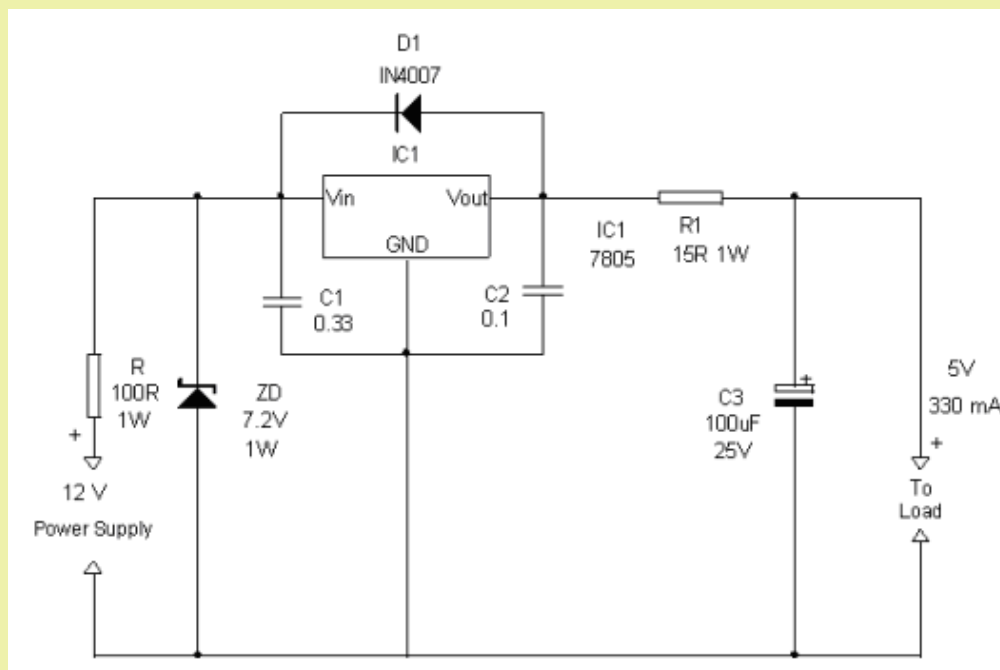 D1
IN4007
IC1
Vin
Vout
GND
IC1
7805
R1
15R 1W
C1
0.33
C2
0.1
R
100R
1W
+
ZD
7.2V
1W
+
C3
100uF
25V
5V
330 mA
+
12 V
Power Supply
To
Load